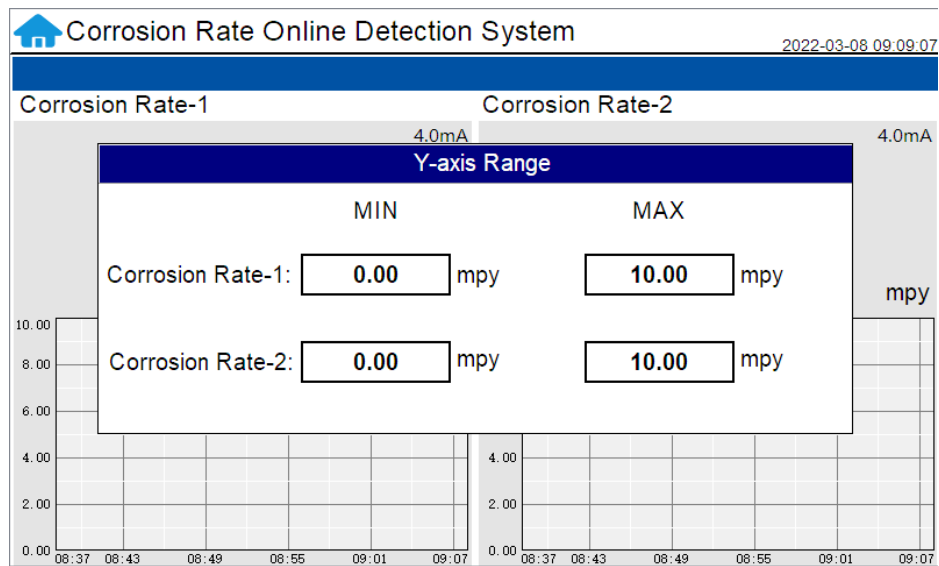 Corrosion Rate Online Detection System
2022-03-08 09:09:07
Corrosion Rate-1
Corrosion Rate-2
4.0mA
4.0mA
Y-axis Range
MIN MAX
Corrosion Rate-1: 0.00 mpy 10.00 mpy
mpy
Corrosion Rate-2: 0.00 mpy 10.00 mpy
10.00
8.00
6.00
4.00
2.00
0.00
08:37 08:43 08:49 08:55 09:01 09:07
4.00
2.00
0.00
08:37 08:43 08:49 08:55 09:01 09:07